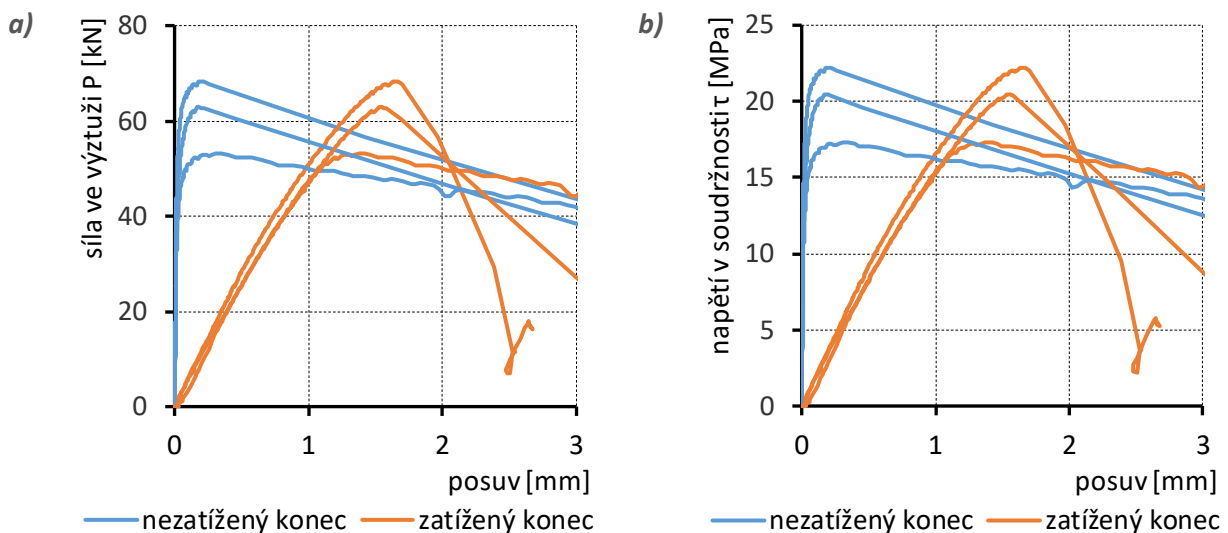 a)
síla ve výztuži P [kN]
80
60
40
20
0
0 1 2 3
posuv [mm]
nezatížený konec zatížený konec
b)
napětí v soudržnosti τ [MPa]
25
20
15
10
5
0
0 1 2 3
posuv [mm]
nezatížený konec zatížený konec